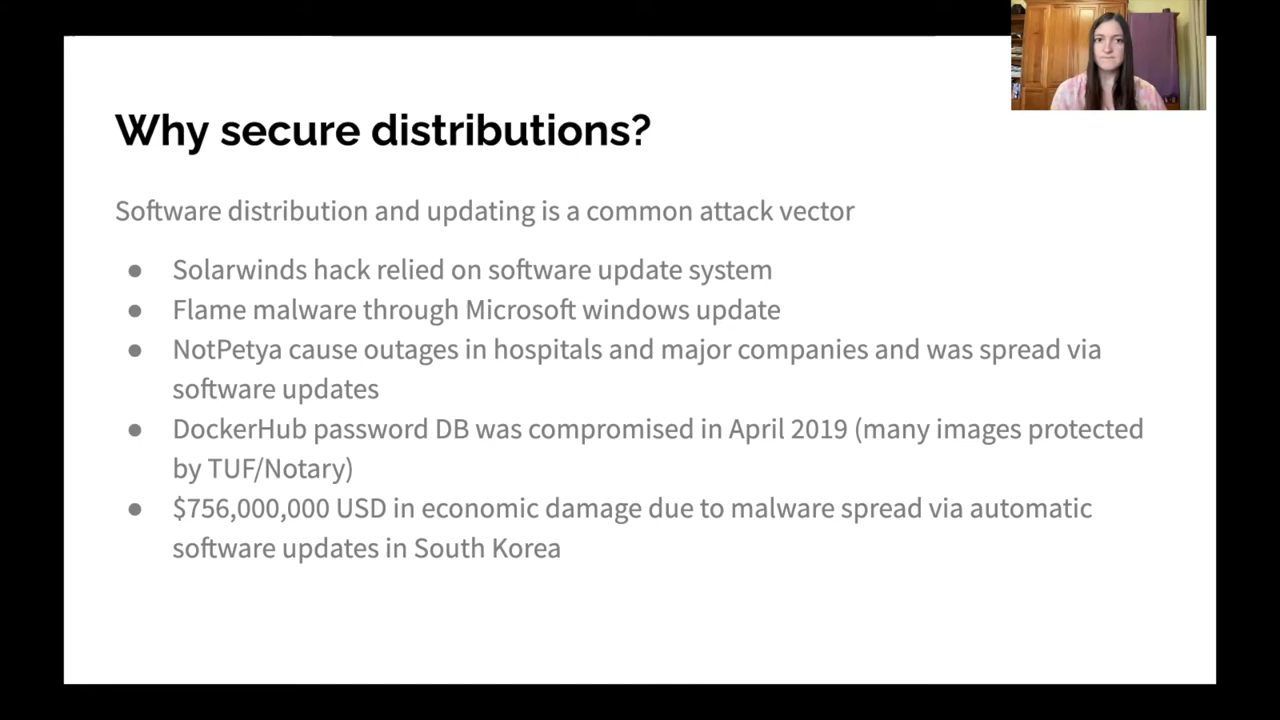 Why secure distributions?
Software distribution and updating is a common attack vector
● Solarwinds hack relied on software update system
● Flame malware through Microsoft windows update
● NotPetya cause outages in hospitals and major companies and was spread via
software updates
● DockerHub password DB was compromised in April 2019 (many images protected
by TUF/Notary)
● $756,000,000 USD in economic damage due to malware spread via automatic
software updates in South Korea